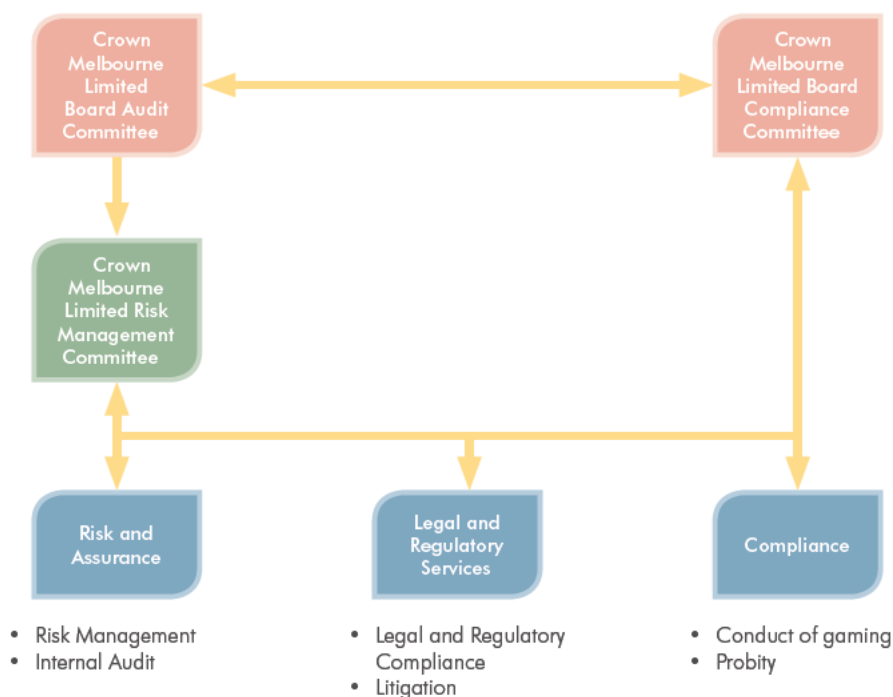 Crown
Melbourne
Limited
Board Audit
Committee
Crown
Melbourne
Limited Board
Compliance
Committee
Crown
Melbourne
Limited Risk
Management
Committee
Risk and
Assurance
Legal and
Regulatory
Services
Compliance
• Risk Management
• Internal Audit
• Legal and Regulatory
Compliance
• Litigation
• Conduct of gaming
• Probity